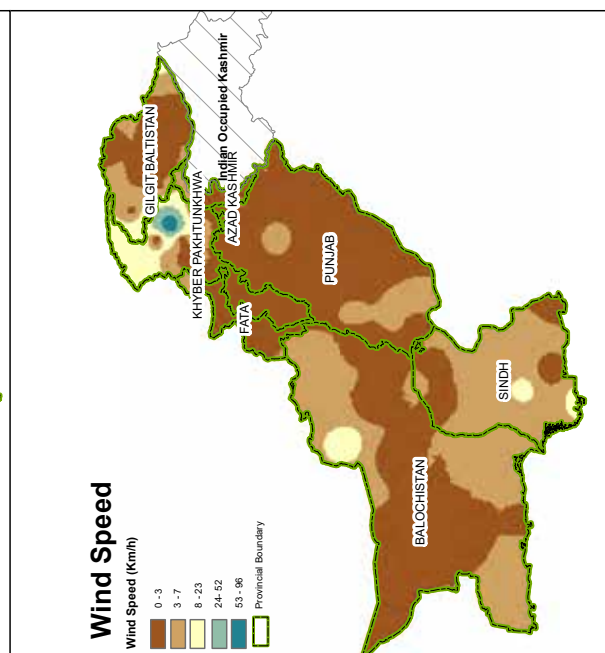 Wind Speed
Wind Speed (Km/h)
0 - 3
3 - 7
8 - 23
24- 52
53 - 96
Provincial Boundary
GILGIT BALTISTAN
Indian Occupied Kashmir
KHYBER PAKHTUNKHWA
AZAD KASHMIR
FATA
PUNJAB
BALOCHISTAN
SINDH